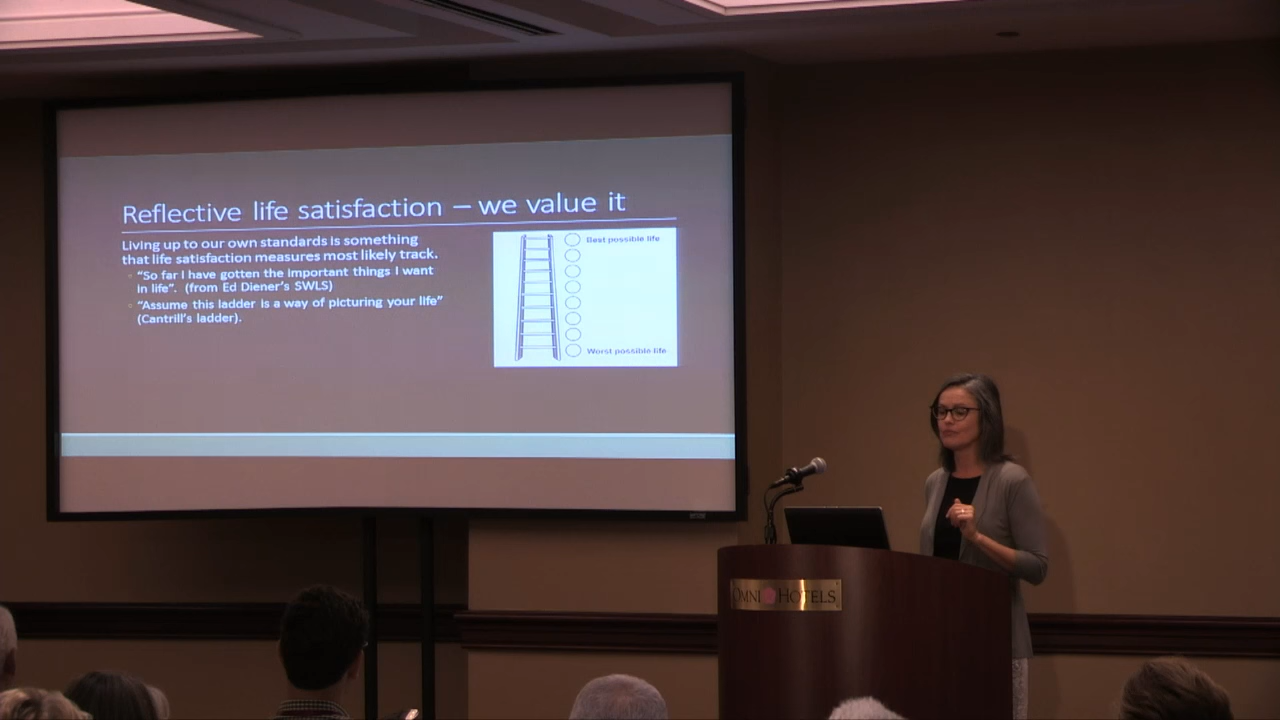 Reflective life satisfaction – we value it
Living up to our own standards is something
that life satisfaction measures most likely track.
"So far I have gotten the important things I want
in life". (from Ed Diener's SWLS)
"Assume this ladder is a way of picturing your life"
(Cantrill's ladder).
Best possible life
Worst possible life
OMNI HOTELS